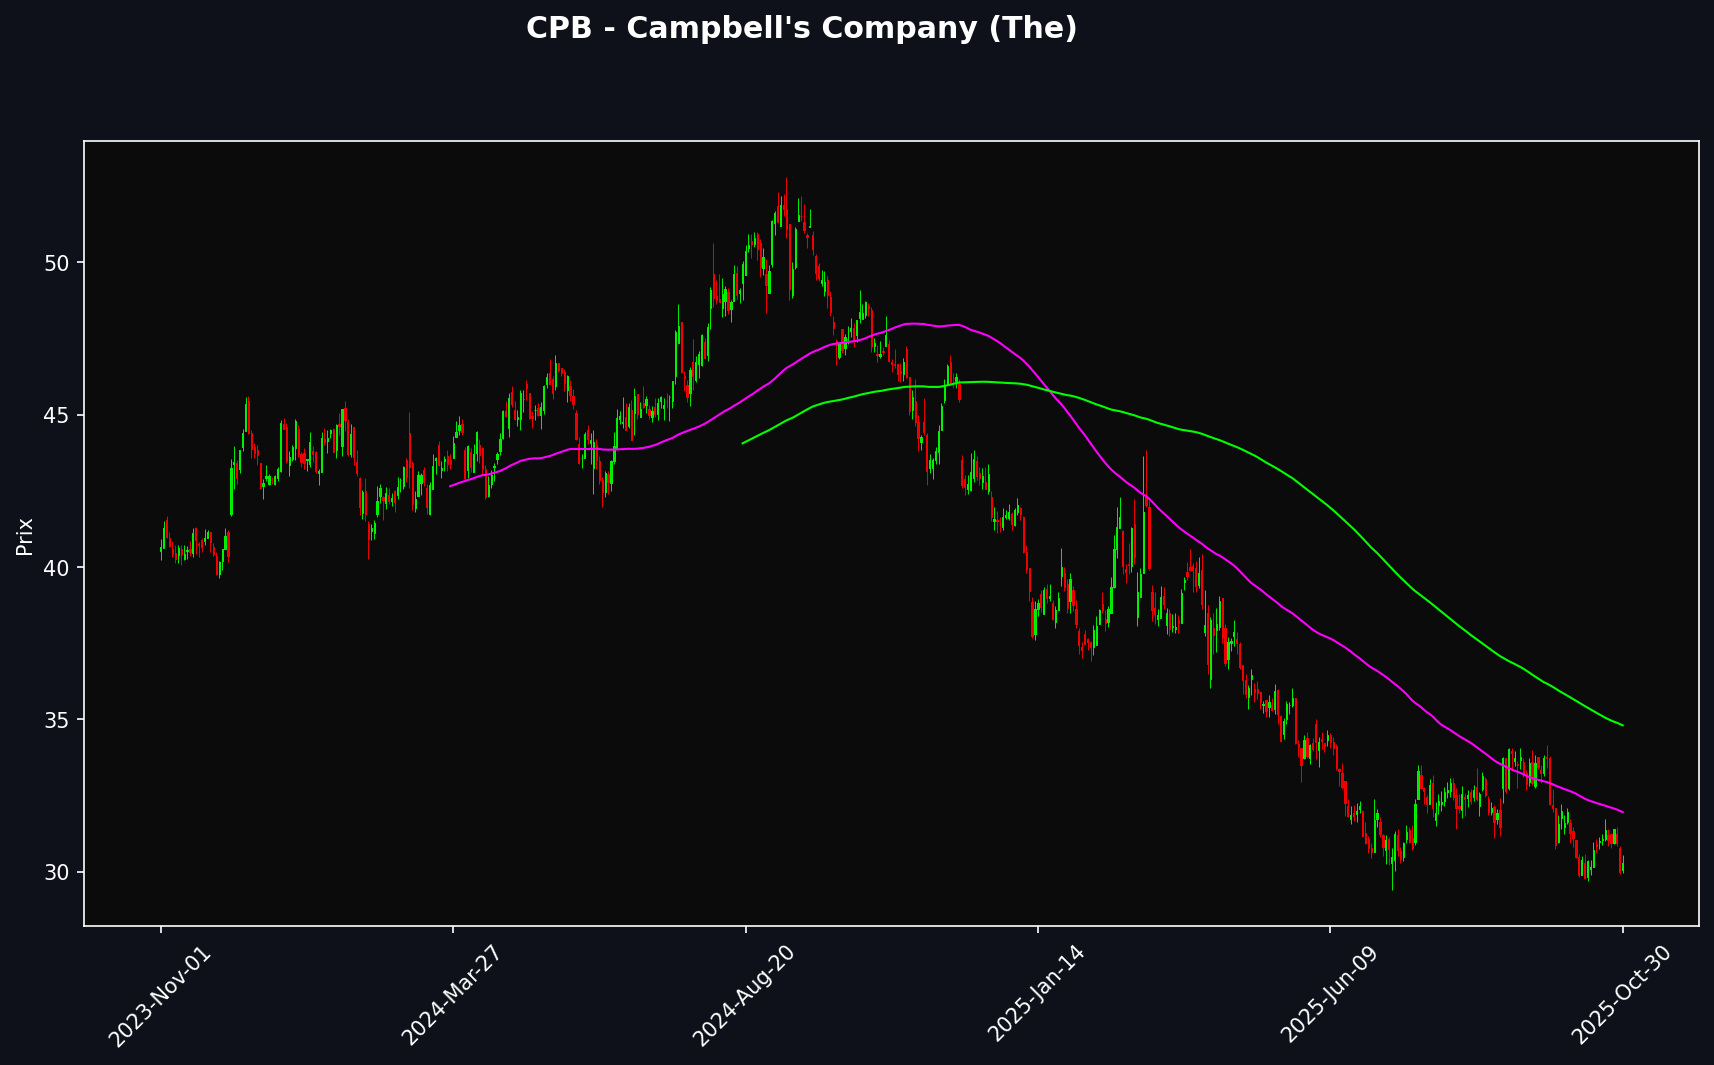 CPB - Campbell's Company (The)
Prix
50
45
40
35
30
2023-Nov-01
2024-Mar-27
2024-Aug-20
2025-Jan-14
2025-Jun-09
2025-Oct-30